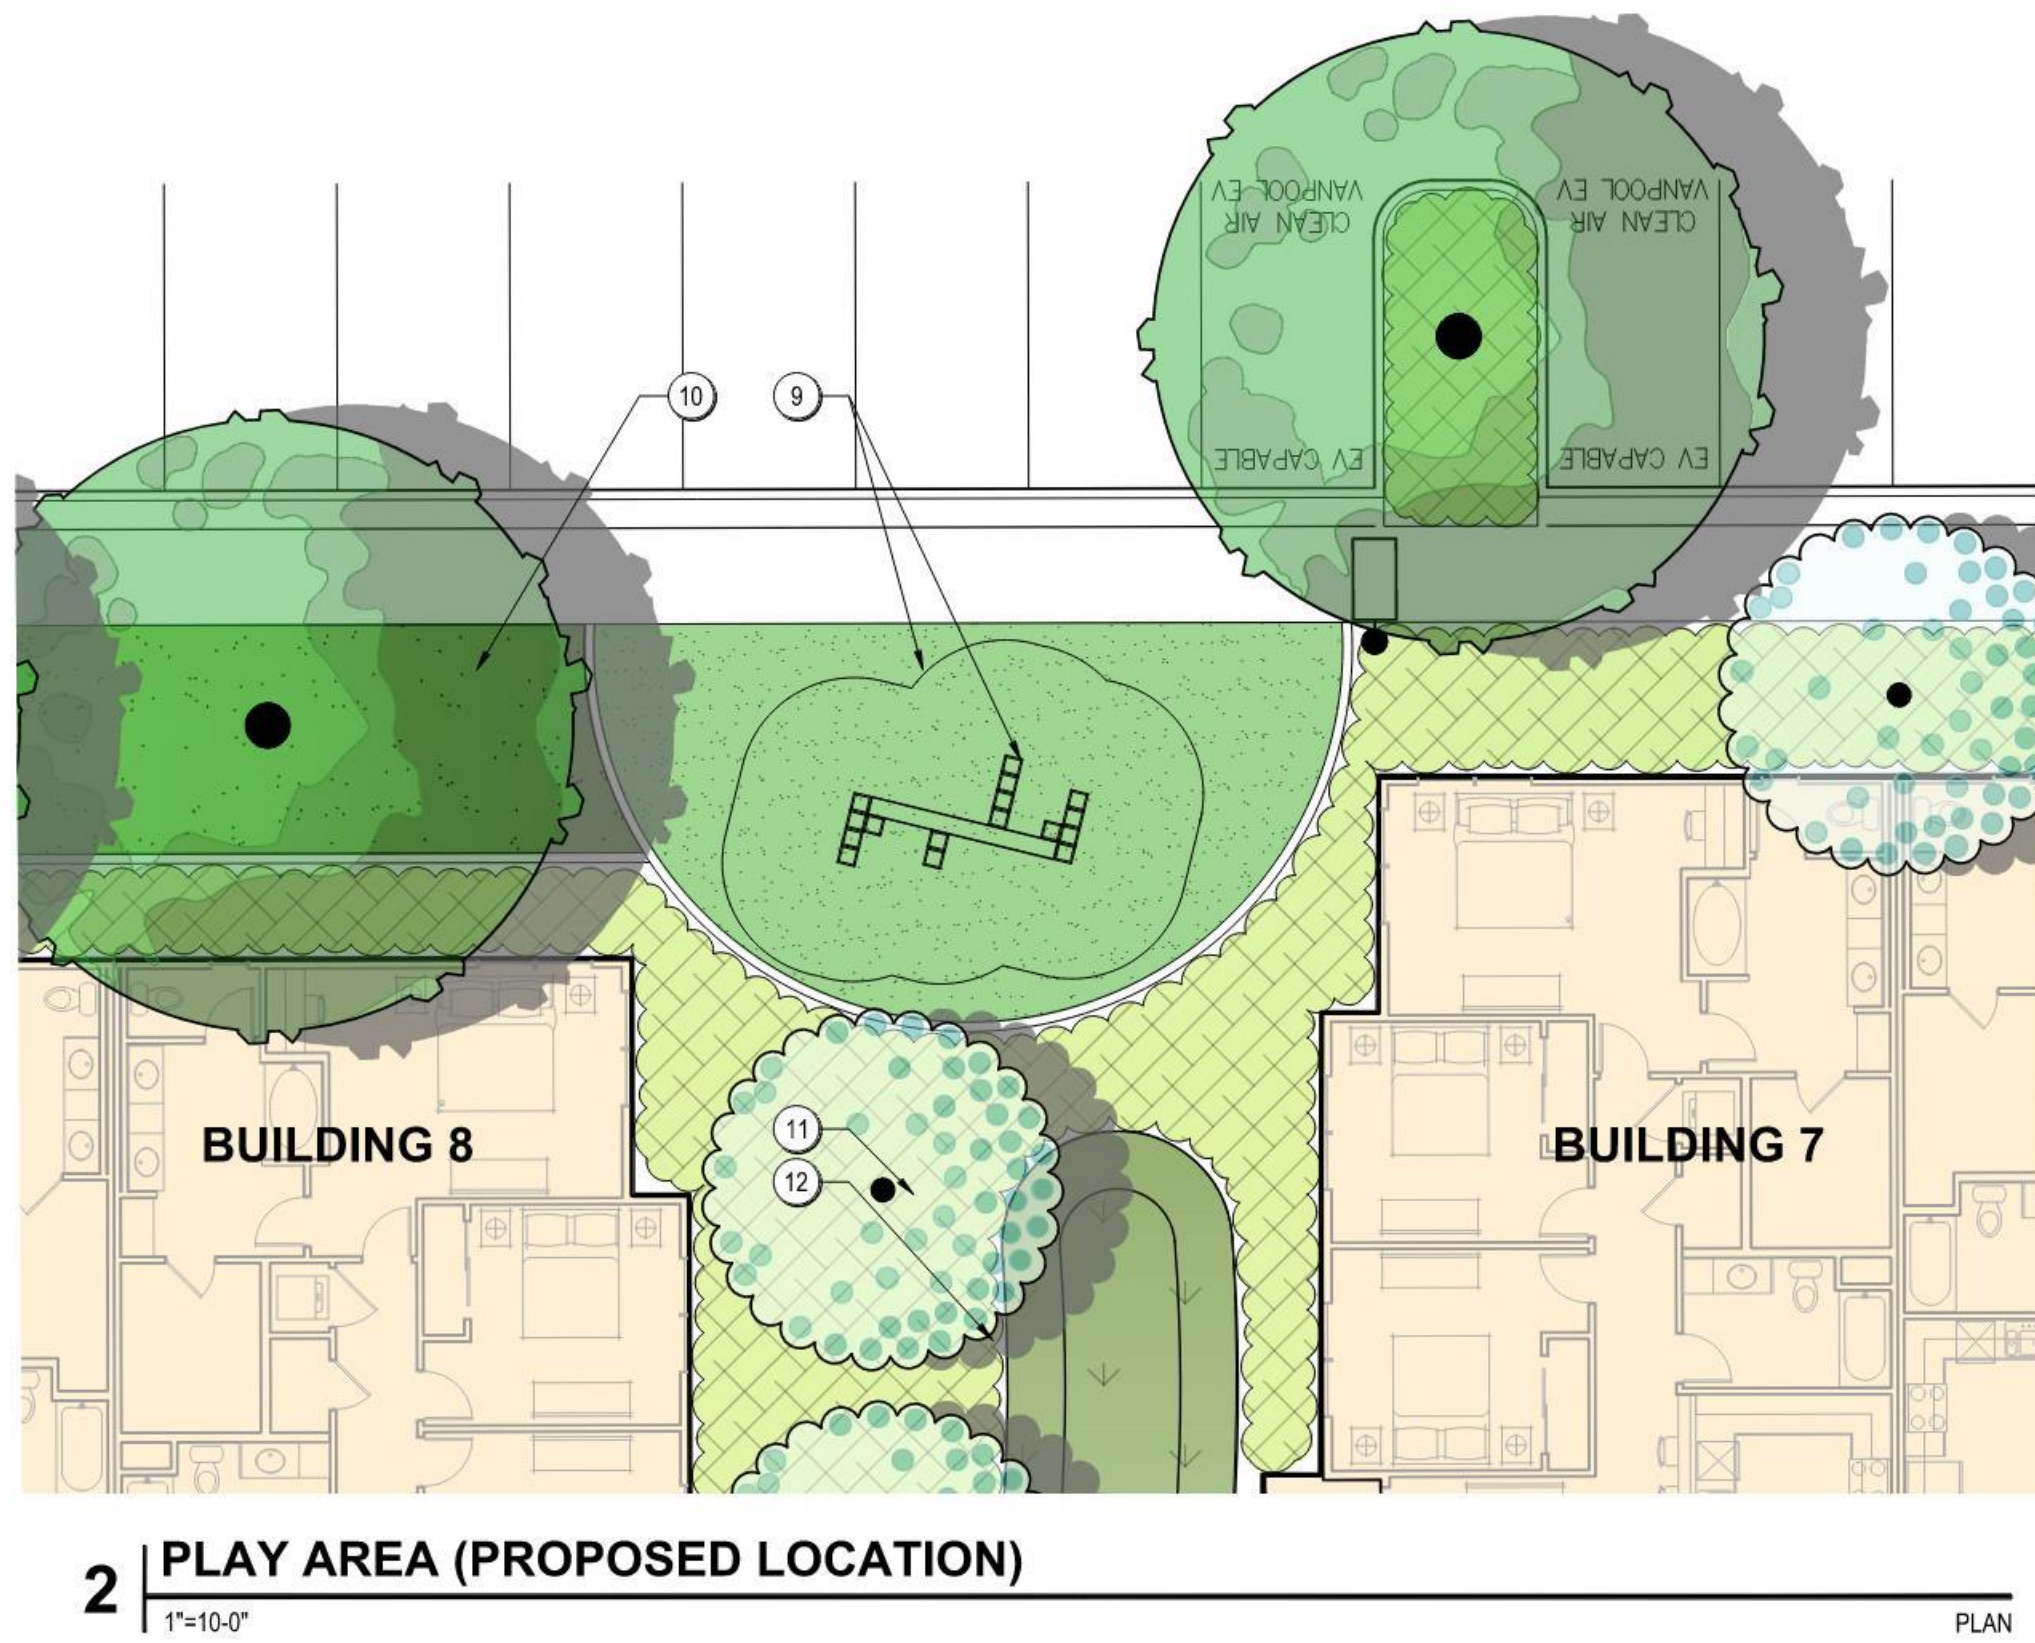 VANPOOL EV
CLEAN AIR
VANPOOL EV
CLEAN AIR
10
9
EV CAPABLE
EV CAPABLE
11
12
BUILDING 8
BUILDING 7
2
PLAY AREA (PROPOSED LOCATION)
1"=10-0"
PLAN